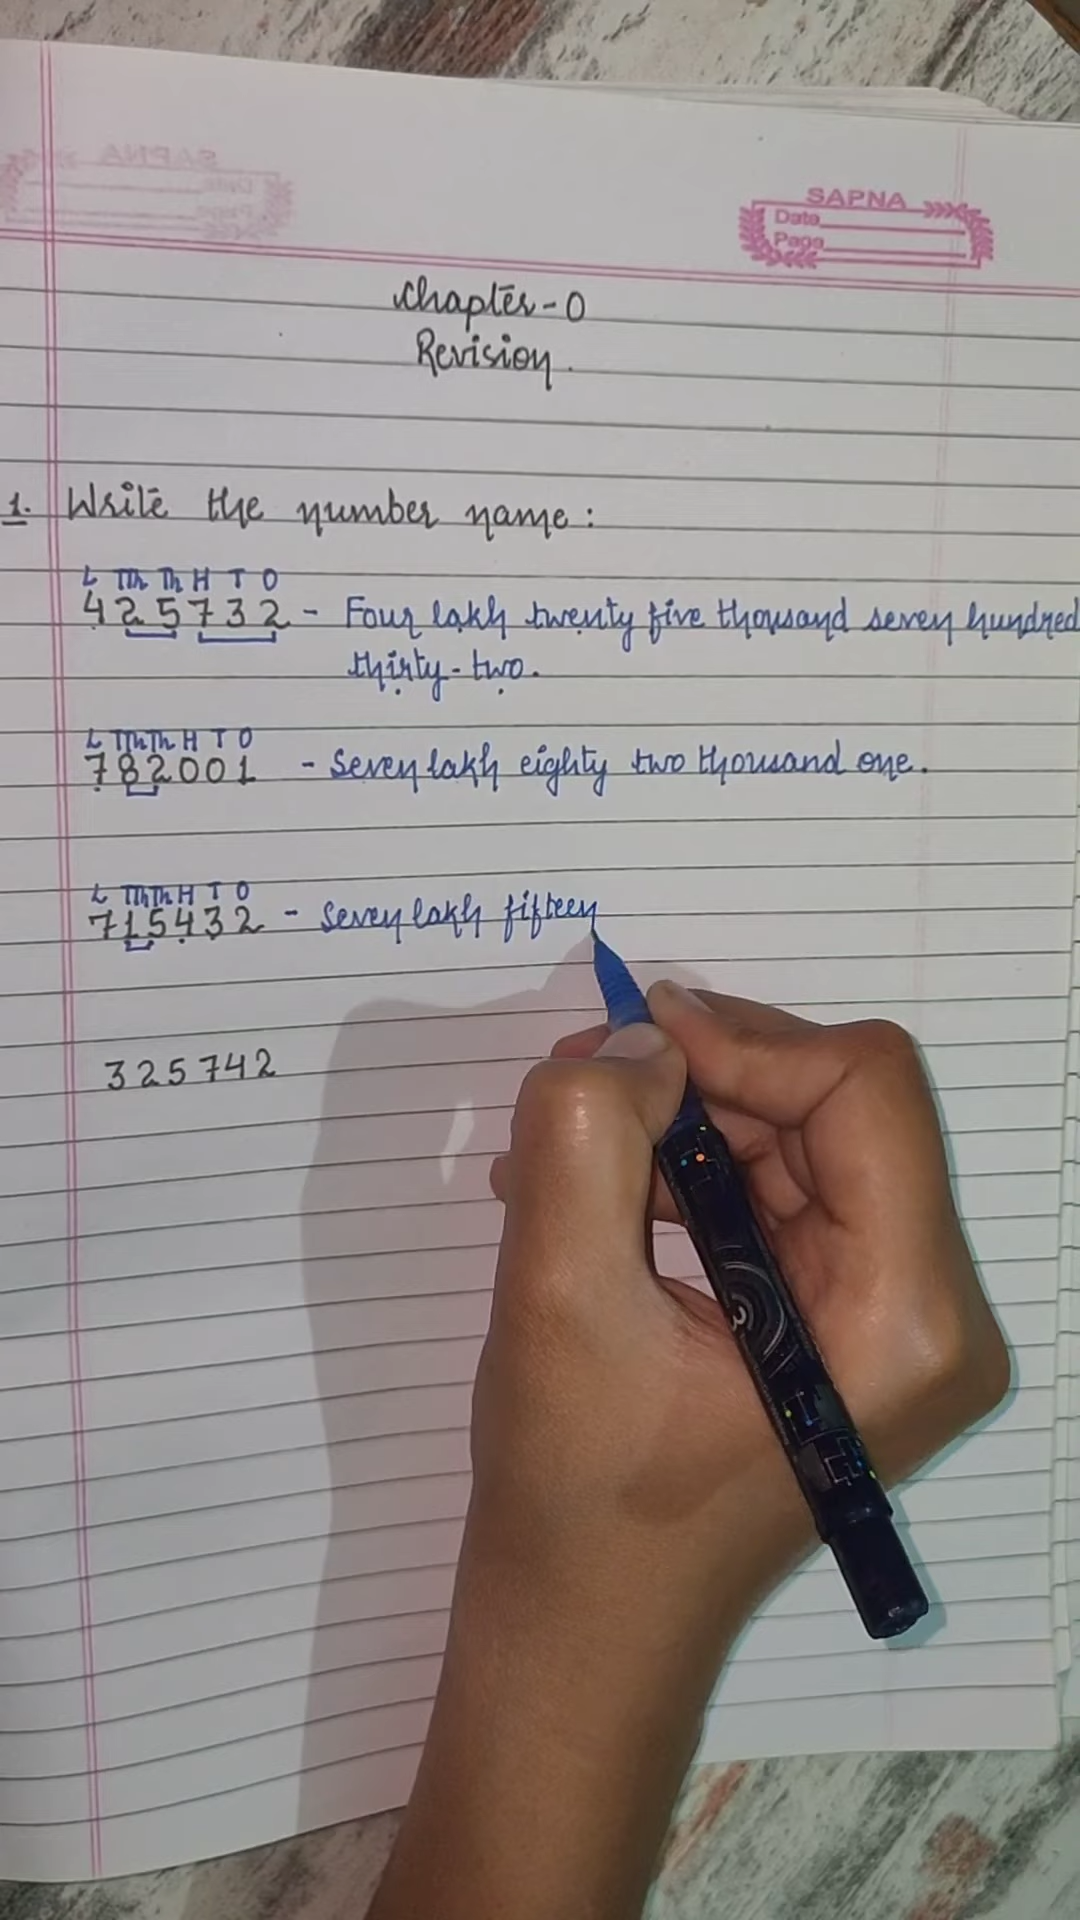 SAPNA
Date
Page
Chapter-0
Revision.
1. Write the number name:
L TTh Th H T O
425732 - Four lakh twenty five thousand seven hundred
thirty-two.
L TTh Th H T O
782001 - Seven lakh eighty two thousand one.
L TTh Th H T O
715432 - Seven lakh fifteen
325742